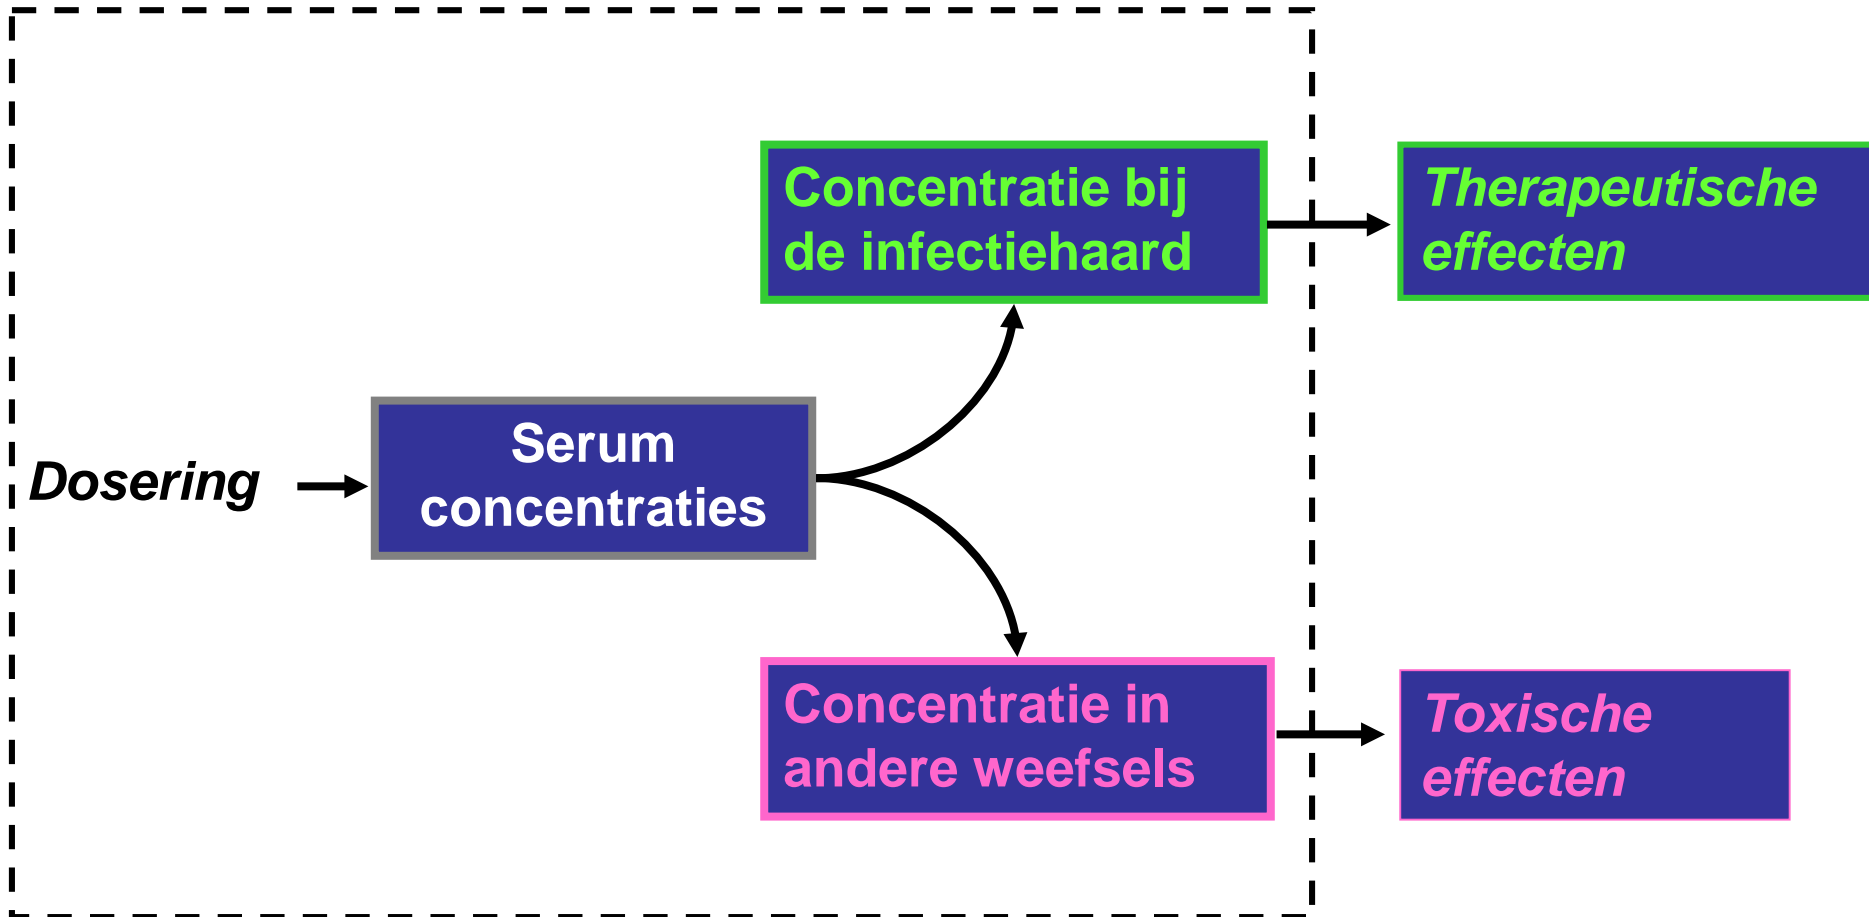 Concentratie bij
de infectiehaard
Therapeutische
effecten
Dosering
Serum
concentraties
Concentratie in
andere weefsels
Toxische
effecten